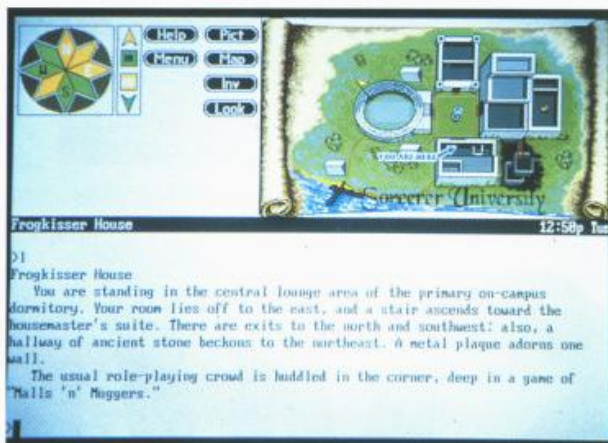 Help Pict
Menu Map
Inv
Look
N
E
S
W
YOU ARE HERE
Sorcerer University
Frogkisser House 12:50p Tue
>l
Frogkisser House
You are standing in the central lounge area of the primary on-campus
dormitory. Your room lies off to the east, and a stair ascends toward the
housemaster's suite. There are exits to the north and southwest; also, a
hallway of ancient stone beckons to the northeast. A metal plaque adorns one
wall.
The usual role-playing crowd is huddled in the corner, deep in a game of
"Malls 'n' Muggers."
>